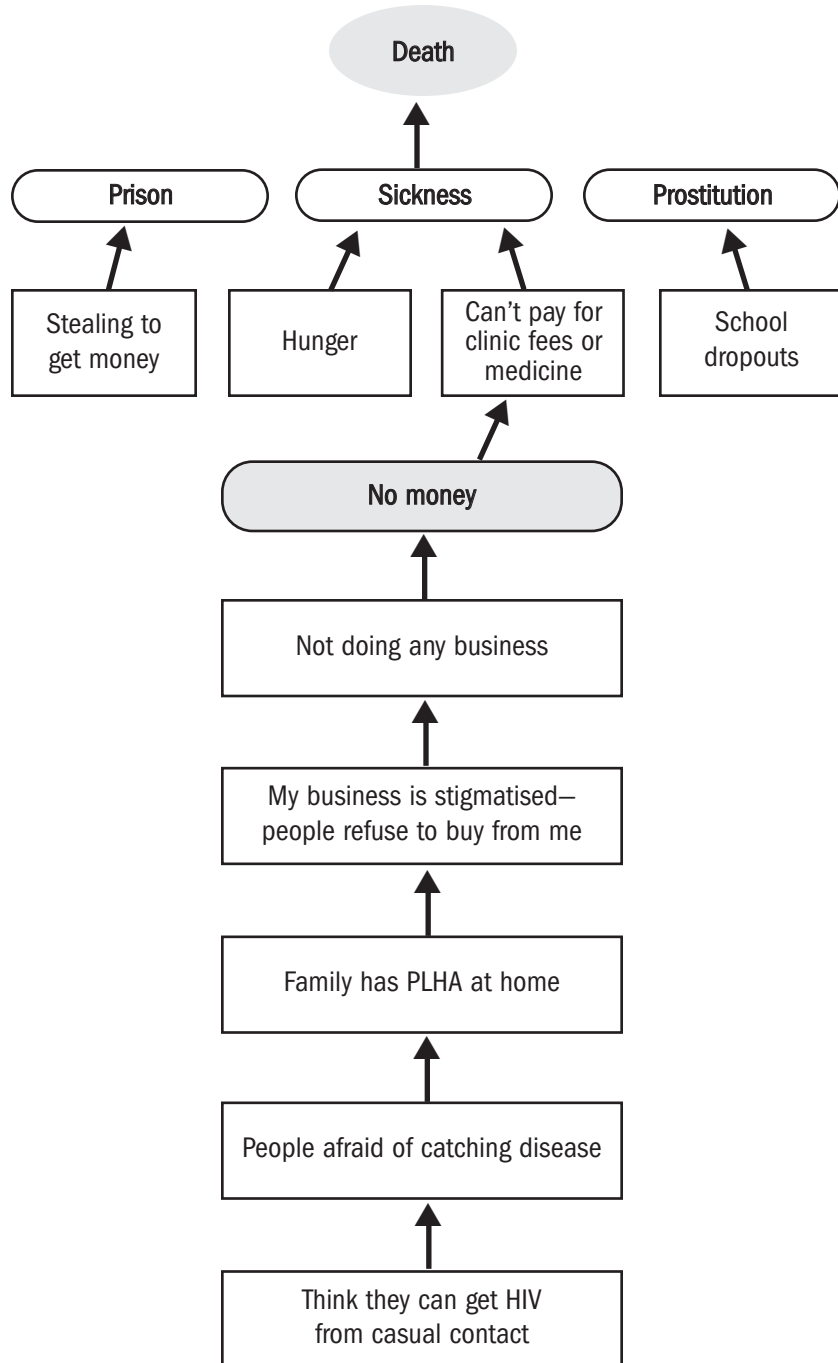 Death
Prison
Sickness
Prostitution
Stealing to
get money
Hunger
Can't pay for
clinic fees or
medicine
School
dropouts
No money
Not doing any business
My business is stigmatised—
people refuse to buy from me
Family has PLHA at home
People afraid of catching disease
Think they can get HIV
from casual contact